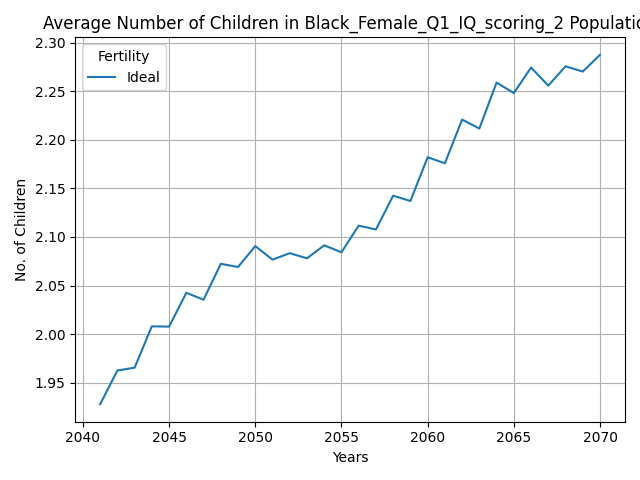 Average Number of Children in Black_Female_Q1_IQ_scoring_2 Populatio
2.30
2.25
2.20
2.15
2.10
2.05
2.00
1.95
No. of Children
Fertility
Ideal
2040 2045 2050 2055 2060 2065 2070
Years